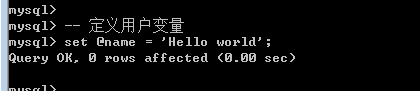 mysql>
mysql> -- 定义用户变量
mysql> set @name = 'Hello world';
Query OK, 0 rows affected (0.00 sec)
mysql>